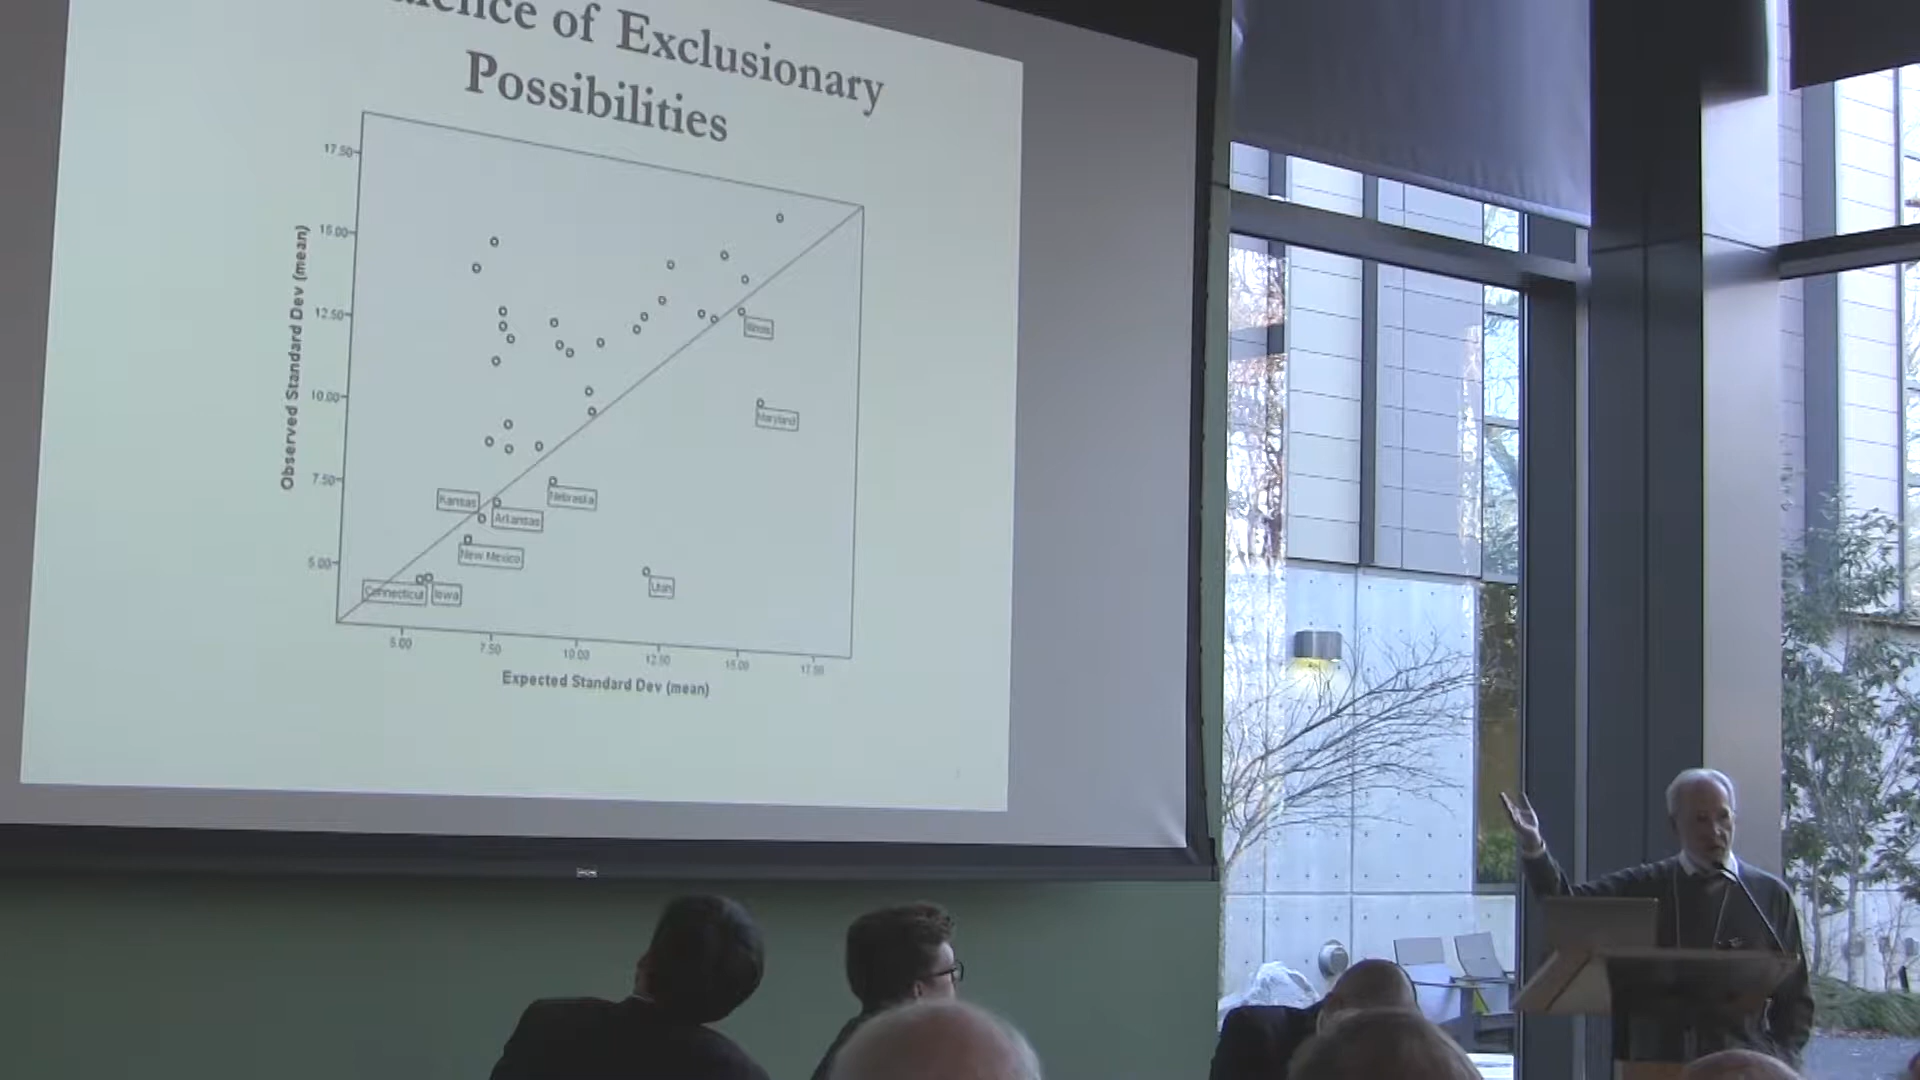 of Exclusionary
Possibilities
17.50
15.00
12.50
10.00
7.50
5.00
Observed Standard Dev (mean)
Illinois
Maryland
Nebraska
Kansas
Arkansas
New Mexico
Utah
Connecticut
Iowa
5.00
7.50
10.00
12.50
15.00
17.50
Expected Standard Dev (mean)